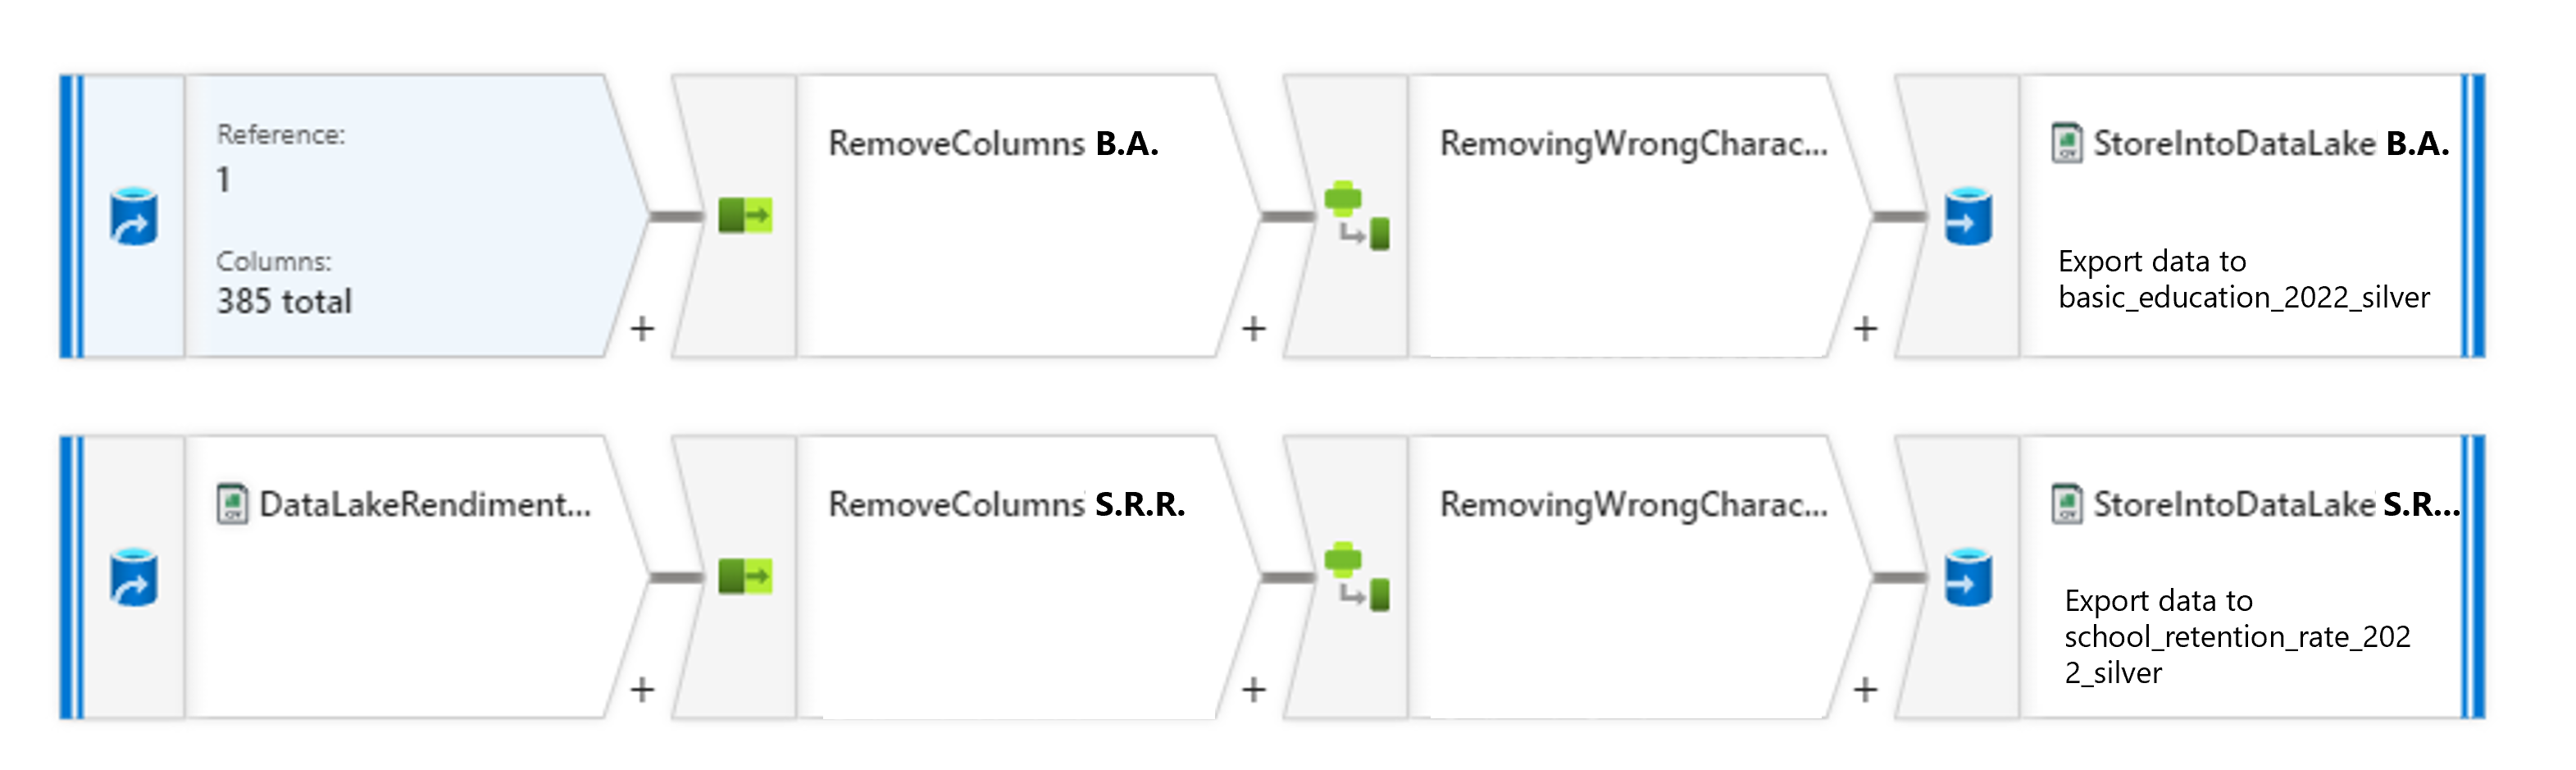 Reference:
1
Columns:
385 total
+
RemoveColumns B.A.
+
RemovingWrongCharac...
+
StoreIntoDataLake B.A.
Export data to
basic_education_2022_silver
DataLakeRendiment...
+
RemoveColumns S.R.R.
+
RemovingWrongCharac...
+
StoreIntoDataLake S.R...
Export data to
school_retention_rate_202
2_silver